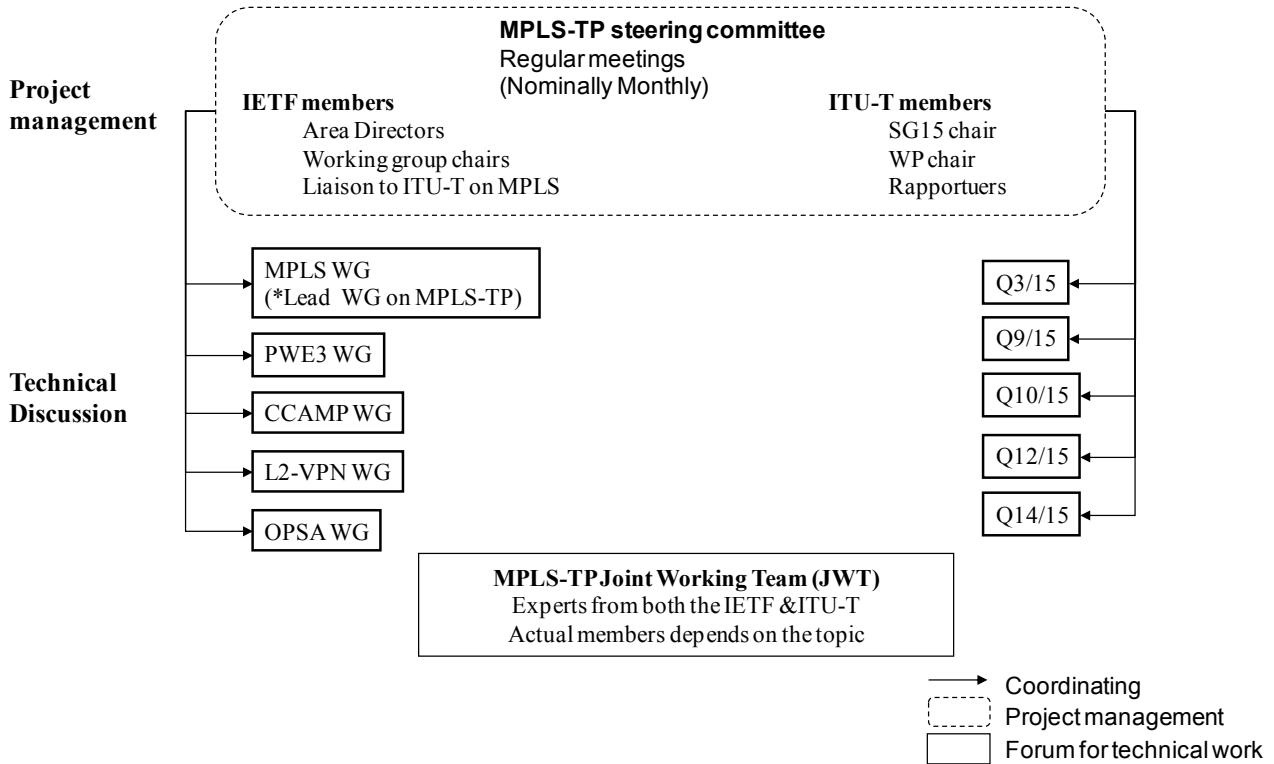 MPLS-TP steering committee
Regular meetings
(Nominally Monthly)
Project
management
IETF members
Area Directors
Working group chairs
Liaison to ITU-T on MPLS
ITU-T members
SG15 chair
WP chair
Rapportuers
Technical
Discussion
MPLS WG
(*Lead WG on MPLS-TP)
PWE3 WG
CCAMP WG
L2-VPN WG
OPSA WG
Q3/15
Q9/15
Q10/15
Q12/15
Q14/15
MPLS-TP Joint Working Team (JWT)
Experts from both the IETF & ITU-T
Actual members depends on the topic
Coordinating
Project management
Forum for technical work